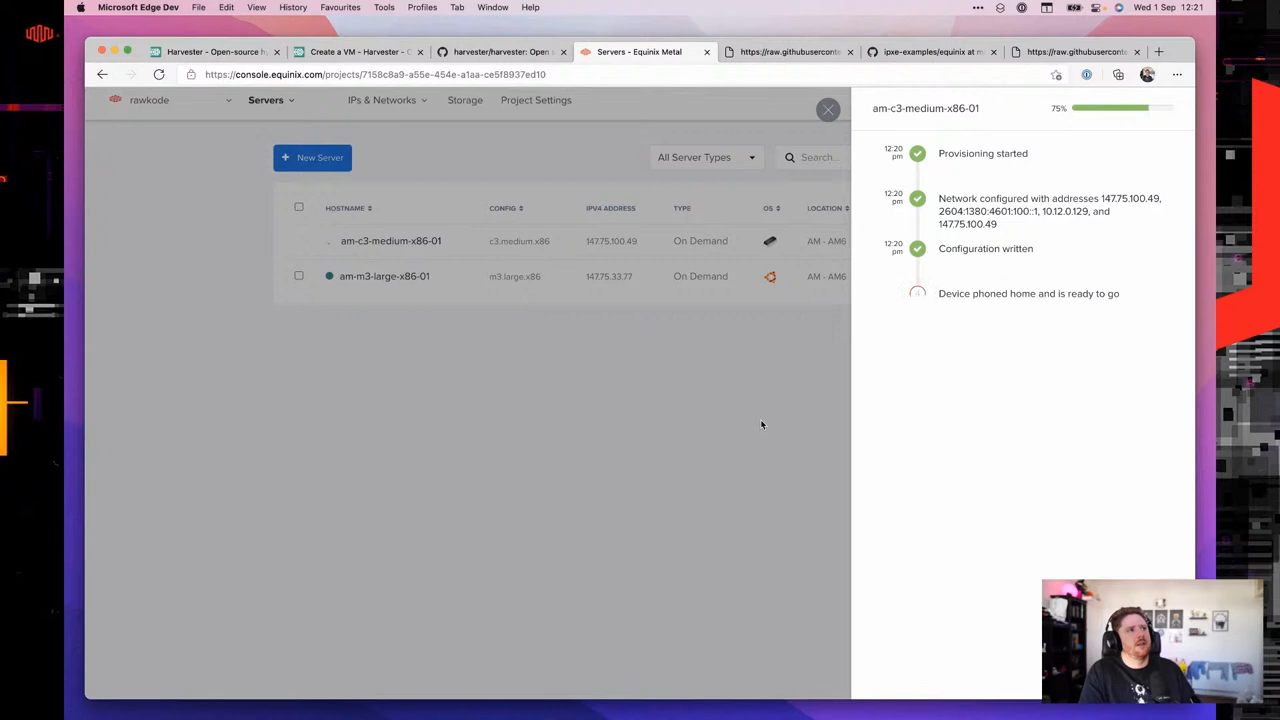 Microsoft Edge Dev File Edit View History Favourites Tools Profiles Tab Window Help
Wed 1 Sep 12:21
Harvester - Open-source hy
Create a VM - Harvester - C
harvester/harvester: Open s
Servers - Equinix Metal
https://raw.githubuserconte
ipxe-examples/equinix at m
https://raw.githubuserconte
https://console.equinix.com/projects/7158c8a9-a55e-454e-a1aa-ce5f8937ed10
rawkode Servers IPs & Networks Storage Project Settings
New Server All Server Types Search...
HOSTNAME CONFIG IPV4 ADDRESS TYPE OS LOCATION
am-c3-medium-x86-01 c3.medium.x86 147.75.100.49 On Demand AM - AM6
am-m3-large-x86-01 m3.large.x86 147.75.33.77 On Demand AM - AM6
am-c3-medium-x86-01 75%
12:20 pm Provisioning started
12:20 pm Network configured with addresses 147.75.100.49,
2604:1380:4601:100::1, 10.12.0.129, and
147.75.100.49
12:20 pm Configuration written
4 Device phoned home and is ready to go